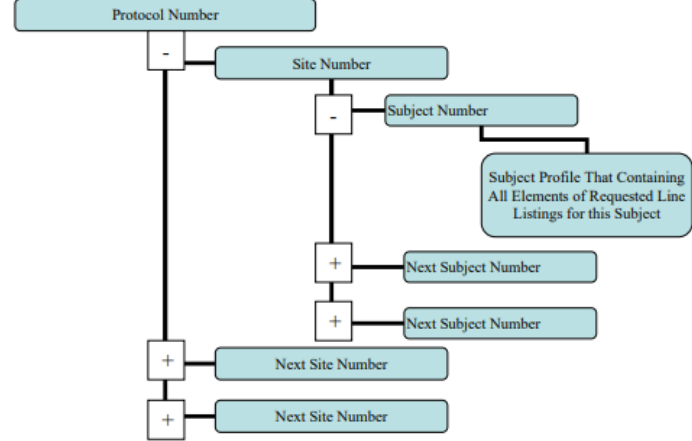 Protocol Number
-
Site Number
-
Subject Number
Subject Profile That Containing
All Elements of Requested Line
Listings for this Subject
+
Next Subject Number
+
Next Subject Number
+
Next Site Number
+
Next Site Number